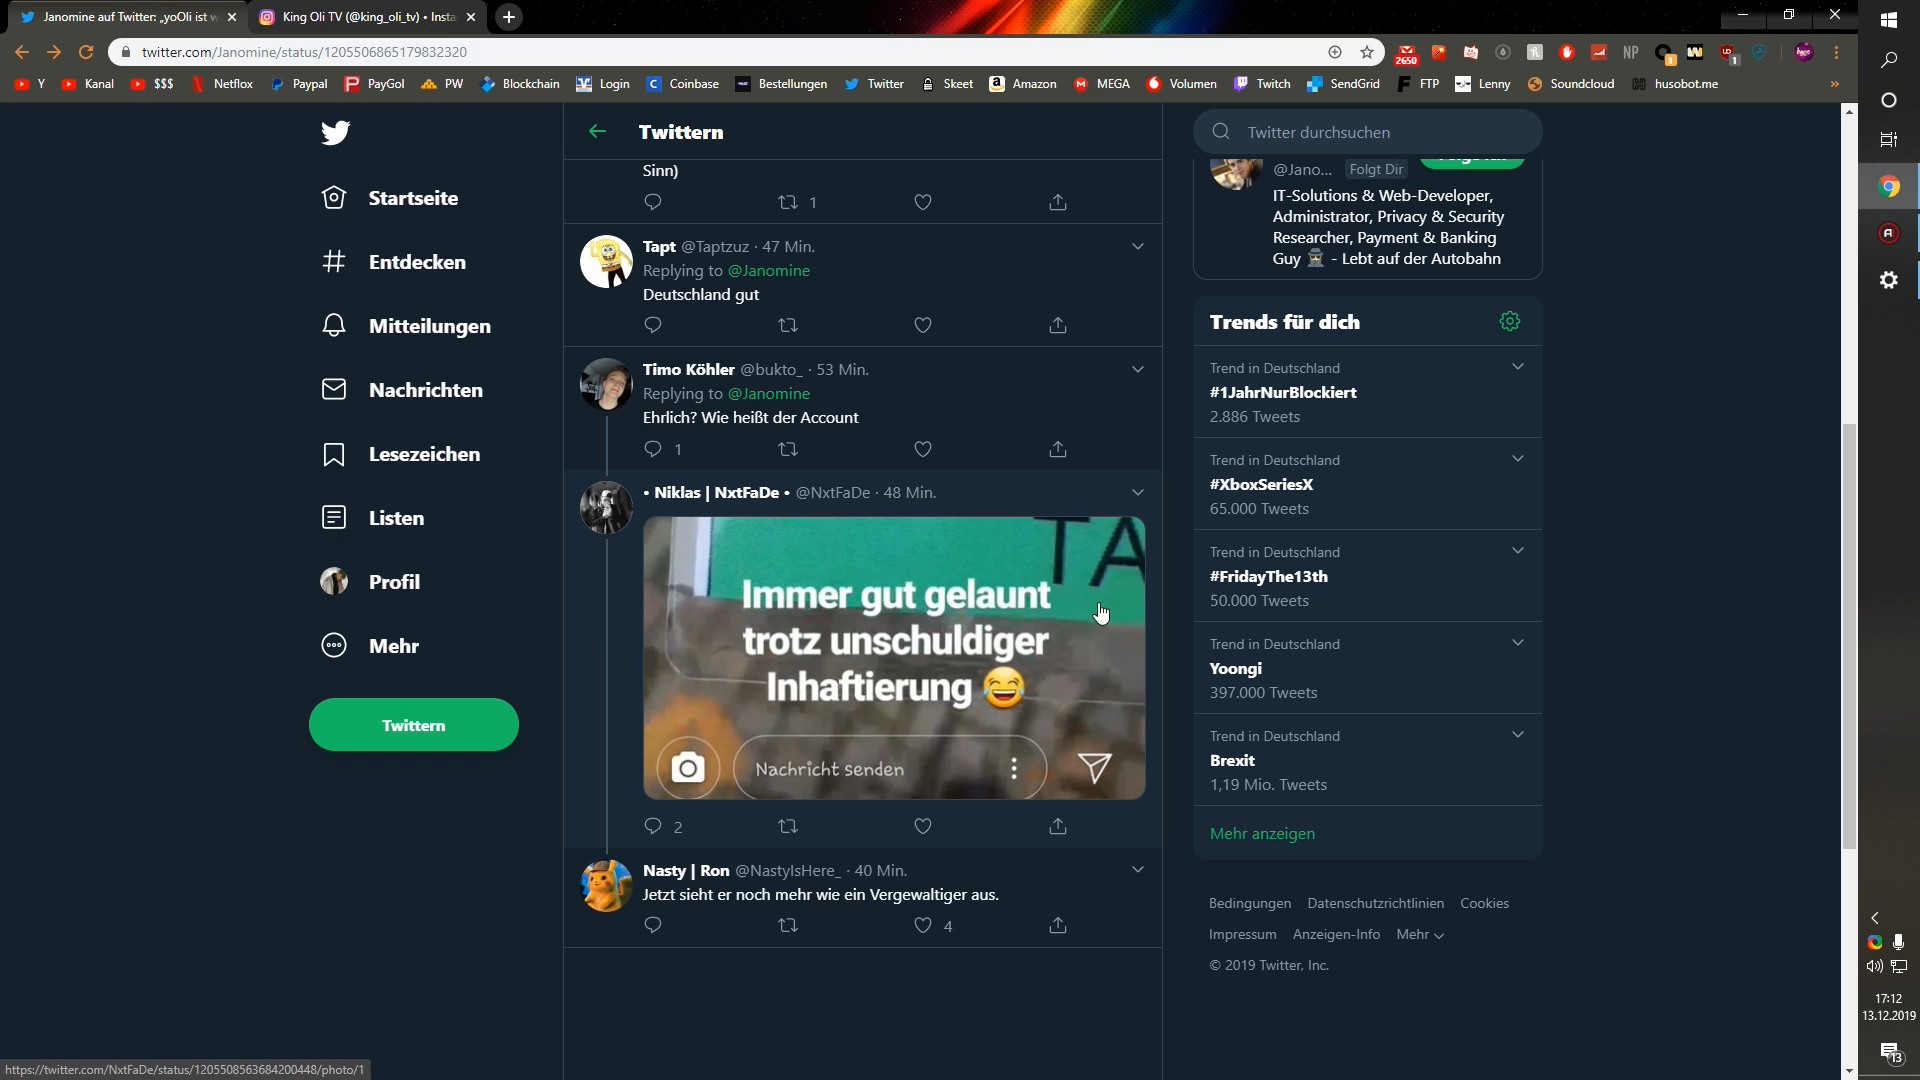 Janomine auf Twitter: „yoOli ist w
King Oli TV (@king_oli_tv) • Insta
twitter.com/Janomine/status/1205506865179832320
2650
NP
1
1
Y
Kanal
$$$
Netflox
Paypal
PayGol
PW
Blockchain
Login
Coinbase
Bestellungen
Twitter
Skeet
Amazon
MEGA
Volumen
Twitch
SendGrid
FTP
Lenny
Soundcloud
husobot.me
»
Startseite
Entdecken
Mitteilungen
Nachrichten
Lesezeichen
Listen
Profil
Mehr
Twittern
Twittern
Sinn)
1
Tapt @Taptzuz · 47 Min.
Replying to @Janomine
Deutschland gut
Timo Köhler @bukto_ · 53 Min.
Replying to @Janomine
Ehrlich? Wie heißt der Account
1
• Niklas | NxtFaDe • @NxtFaDe · 48 Min.
TA
Immer gut gelaunt
trotz unschuldiger
Inhaftierung 😂
Nachricht senden
2
Nasty | Ron @NastyIsHere_ · 40 Min.
Jetzt sieht er noch mehr wie ein Vergewaltiger aus.
4
Twitter durchsuchen
@Jano... Folgt Dir
IT-Solutions & Web-Developer,
Administrator, Privacy & Security
Researcher, Payment & Banking
Guy 🕵 - Lebt auf der Autobahn
Trends für dich
Trend in Deutschland
#1JahrNurBlockiert
2.886 Tweets
Trend in Deutschland
#XboxSeriesX
65.000 Tweets
Trend in Deutschland
#FridayThe13th
50.000 Tweets
Trend in Deutschland
Yoongi
397.000 Tweets
Trend in Deutschland
Brexit
1,19 Mio. Tweets
Mehr anzeigen
Bedingungen Datenschutzrichtlinien Cookies
Impressum Anzeigen-Info Mehr
© 2019 Twitter, Inc.
17:12
13.12.2019
13
https://twitter.com/NxtFaDe/status/1205508563684200448/photo/1